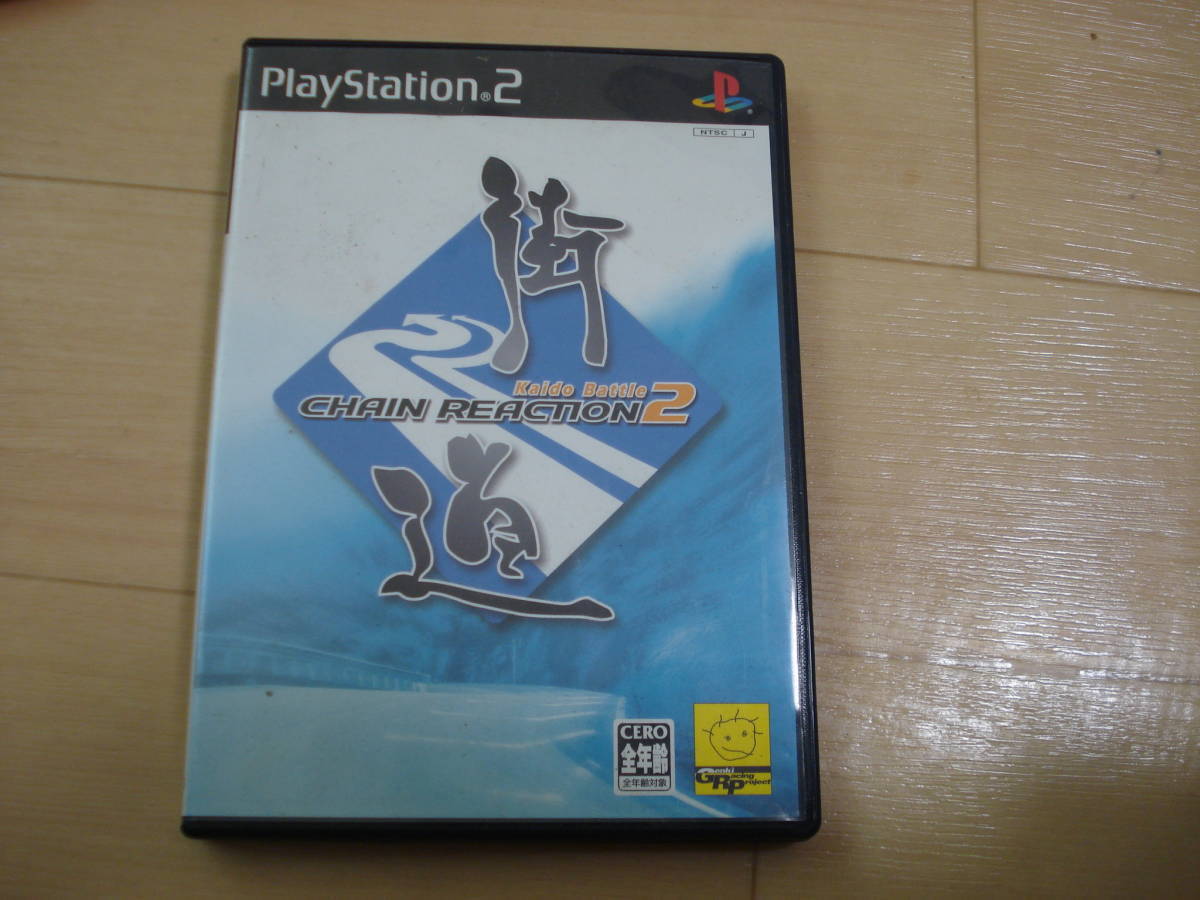 PlayStation®2
NTSC J
街
Kaido Battle
CHAIN REACTION 2
道
CERO
全年齢
全年齢対象
Genki
Racing
Project